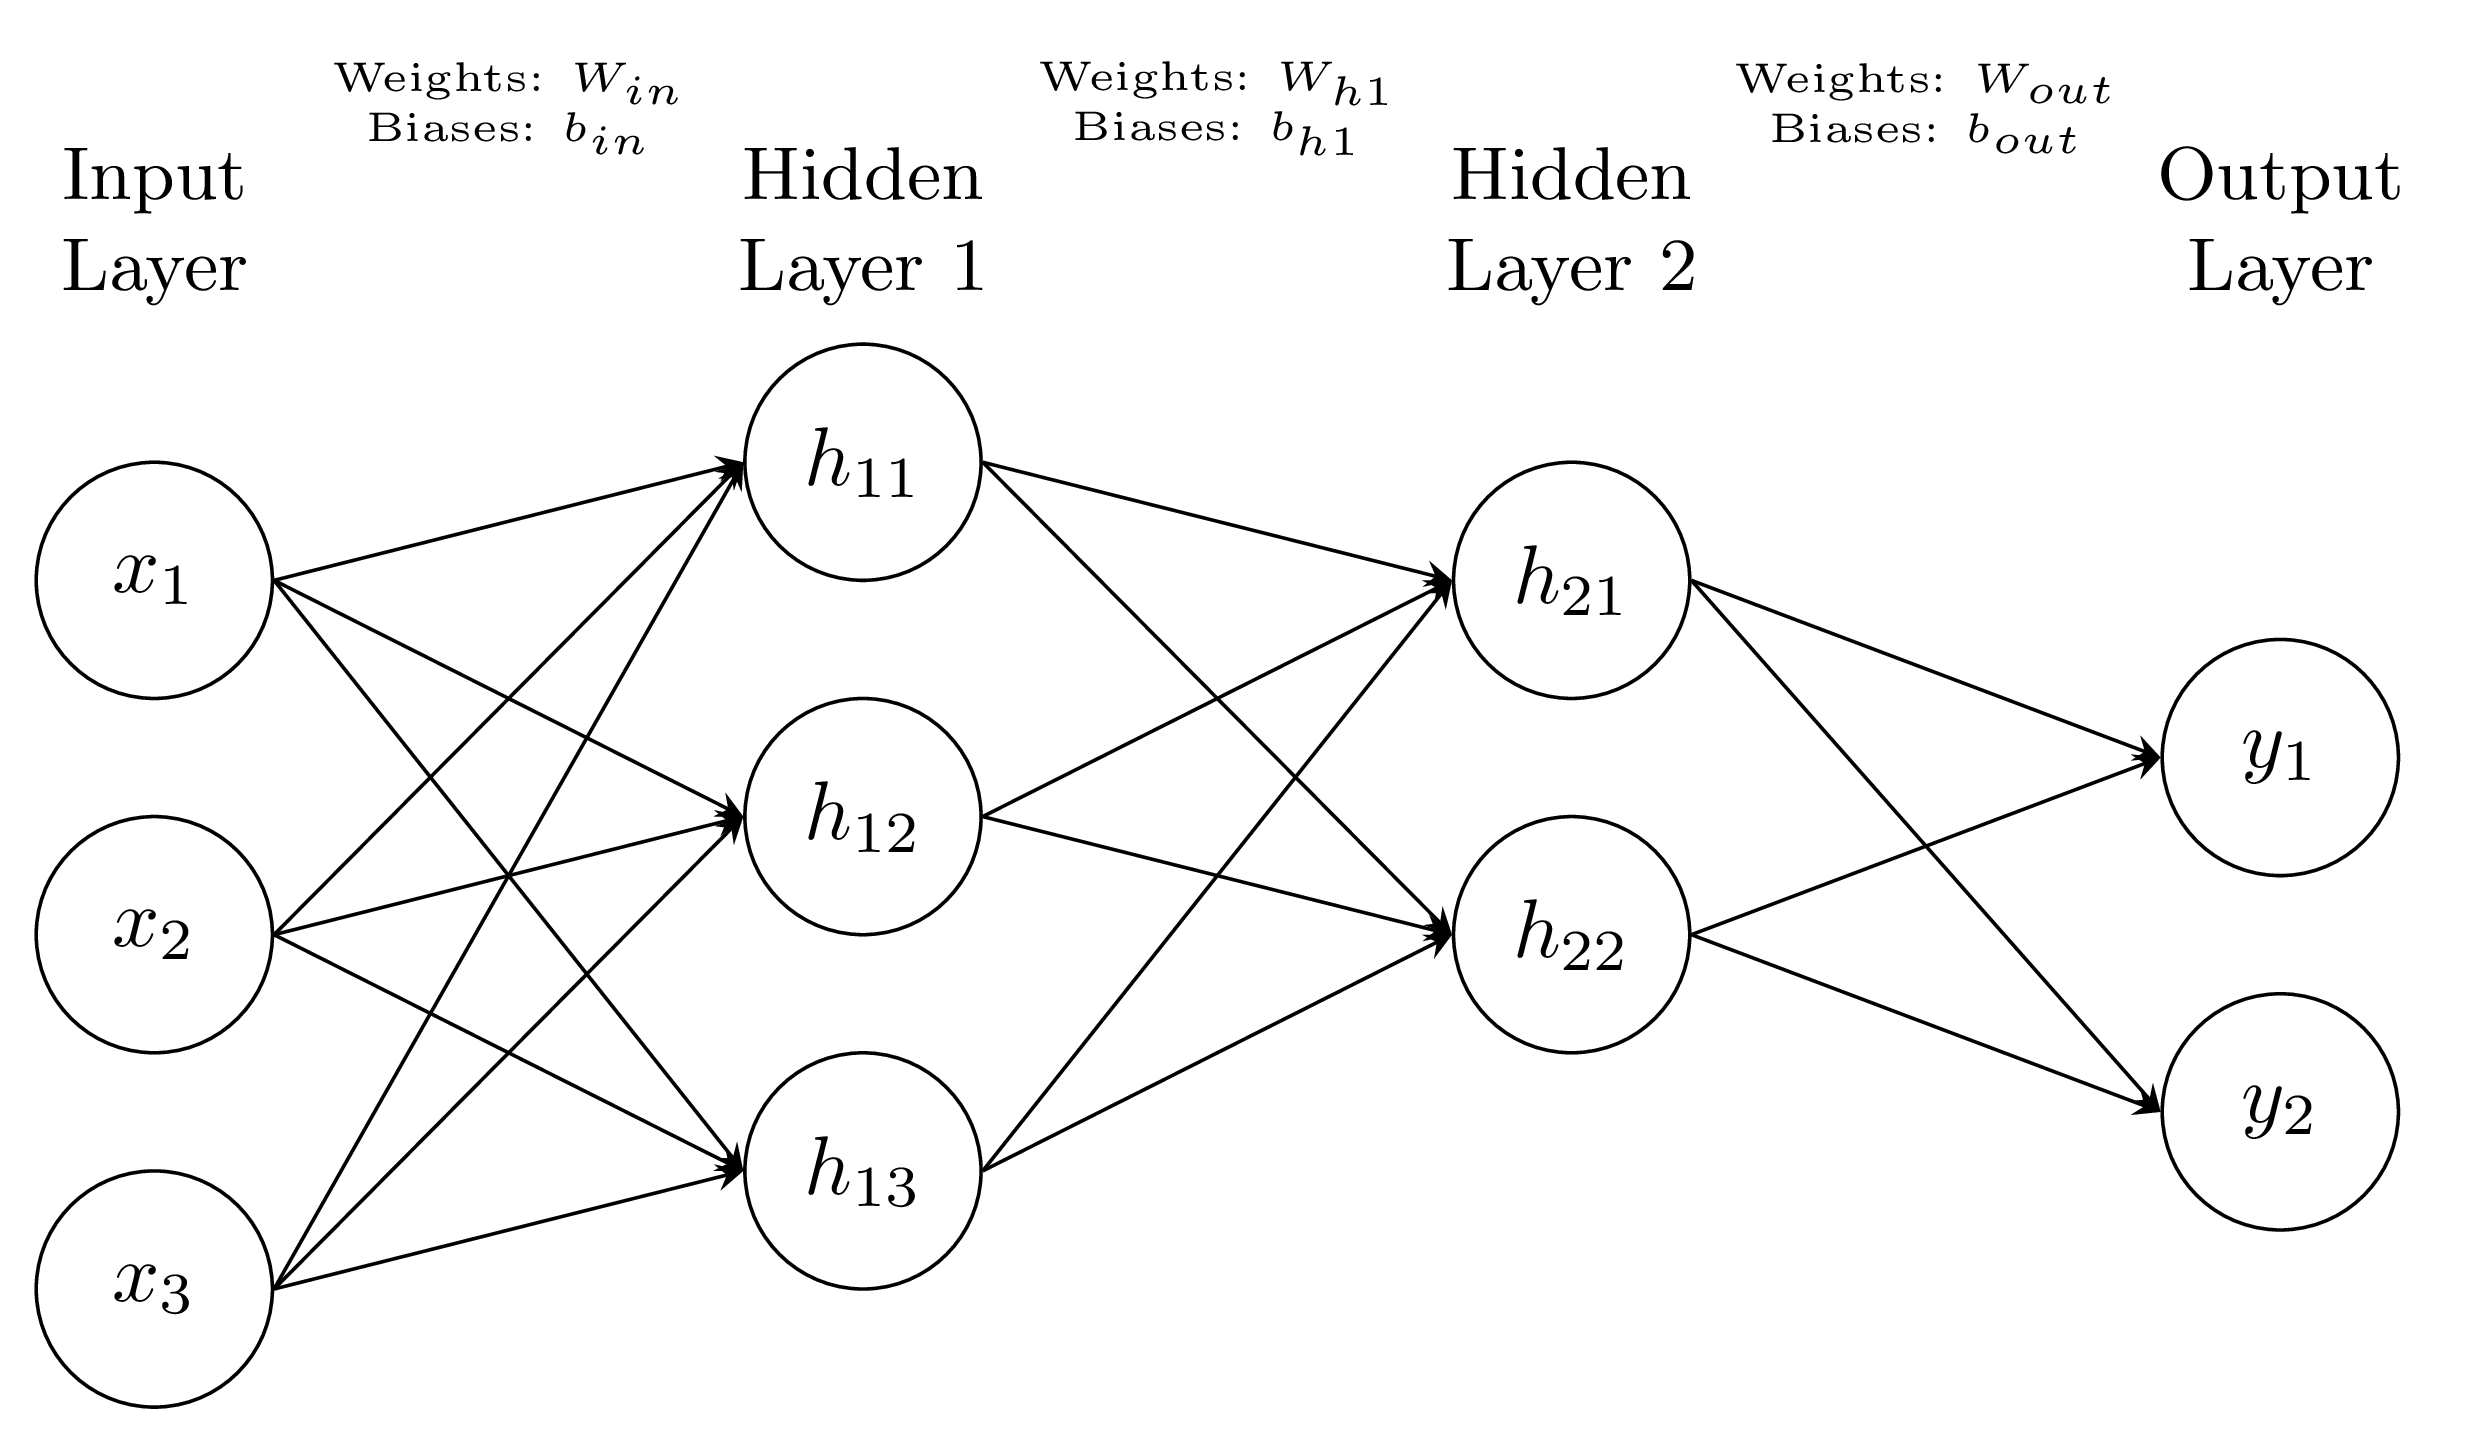 Weights: W_{in}
Biases: b_{in}
Weights: W_{h1}
Biases: b_{h1}
Weights: W_{out}
Biases: b_{out}
Input
Layer
Hidden
Layer 1
Hidden
Layer 2
Output
Layer
x_1
x_2
x_3
h_{11}
h_{12}
h_{13}
h_{21}
h_{22}
y_1
y_2